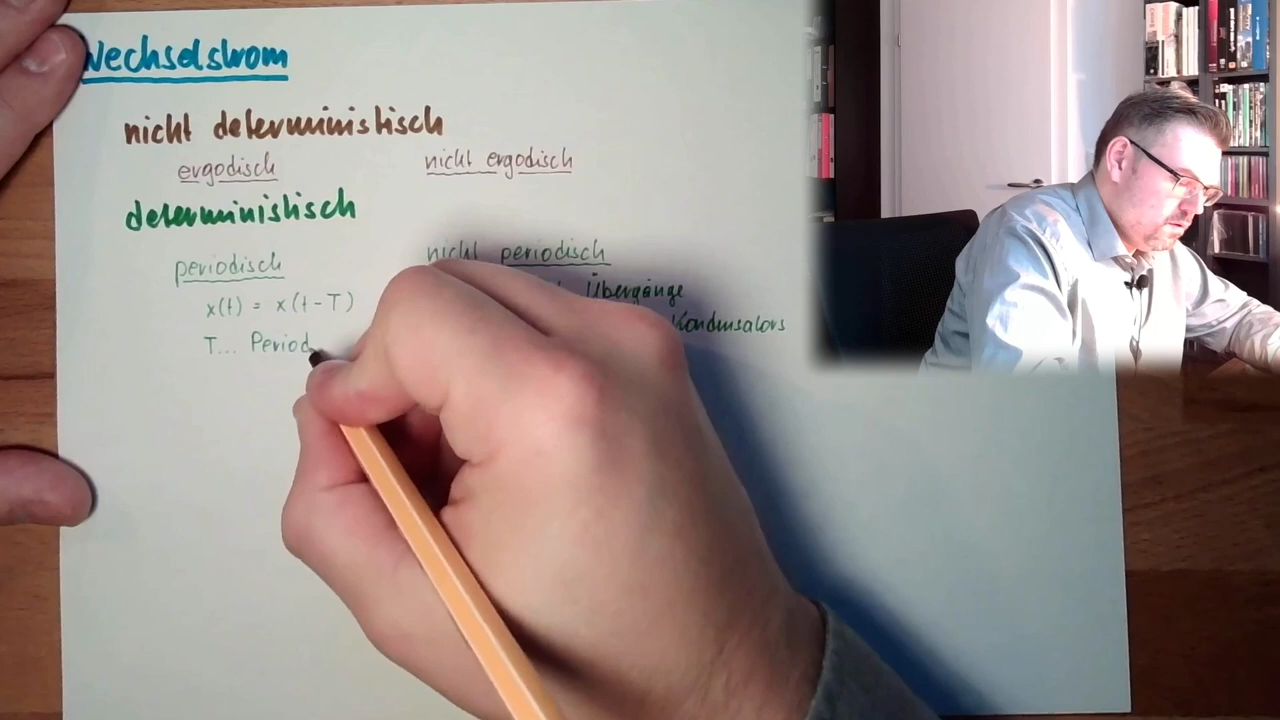 Wechselstrom
nicht deterministisch
ergodisch
nicht ergodisch
deterministisch
periodisch
x(t) = x(t-T)
T... Period
nicht periodisch
Übergänge
Kondensators